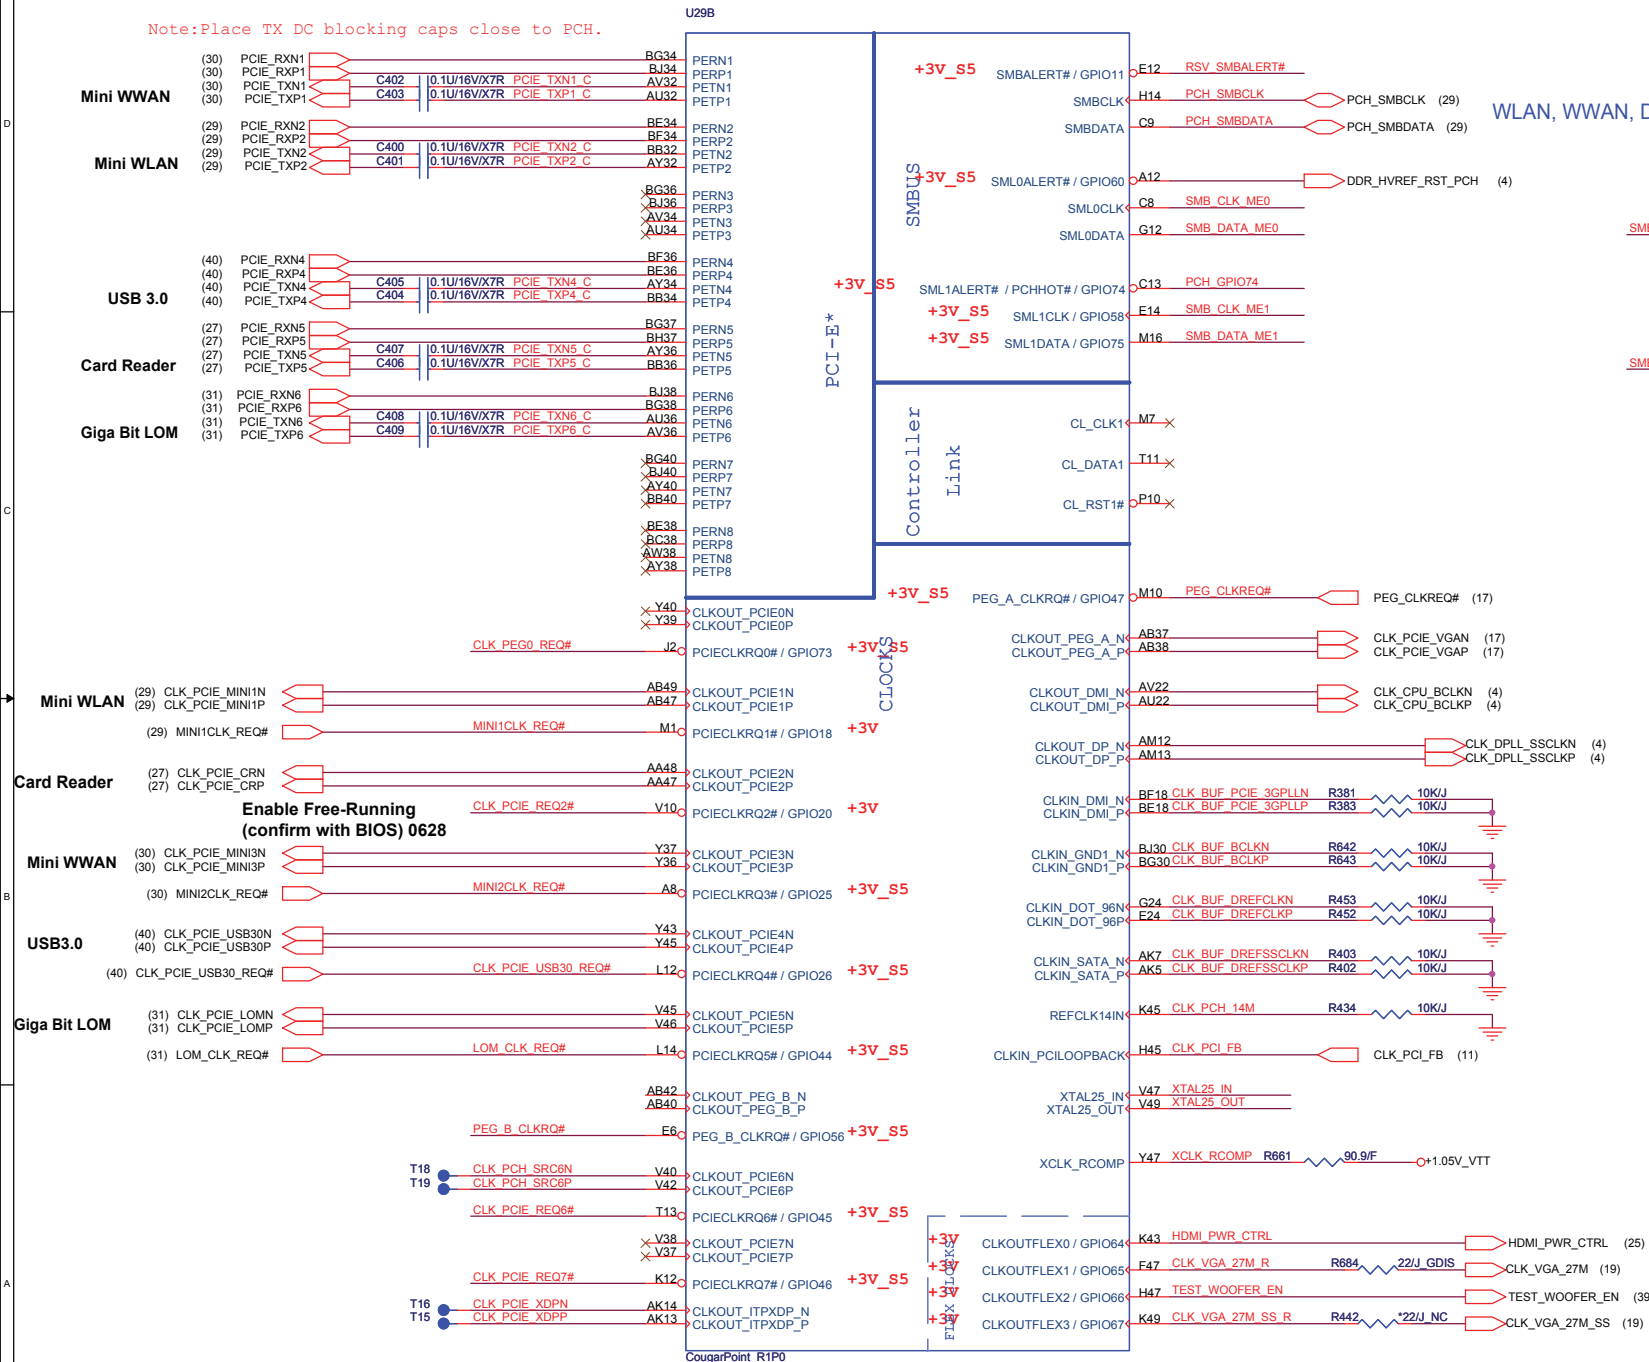 U29B
Note:Place TX DC blocking caps close to PCH.
Mini WWAN
(30) PCIE_RXN1 BG34 PERN1
(30) PCIE_RXP1 BJ34 PERP1
(30) PCIE_TXN1 C402 0.1U/16V/X7R PCIE_TXN1_C AV32 PETN1
(30) PCIE_TXP1 C403 0.1U/16V/X7R PCIE_TXP1_C AU32 PETP1
Mini WLAN
(29) PCIE_RXN2 BE34 PERN2
(29) PCIE_RXP2 BF34 PERP2
(29) PCIE_TXN2 C400 0.1U/16V/X7R PCIE_TXN2_C BB32 PETN2
(29) PCIE_TXP2 C401 0.1U/16V/X7R PCIE_TXP2_C AY32 PETP2
BG36 PERN3
BJ36 PERP3
AV34 PETN3
AU34 PETP3
USB 3.0
(40) PCIE_RXN4 BF36 PERN4
(40) PCIE_RXP4 BE36 PERP4
(40) PCIE_TXN4 C405 0.1U/16V/X7R PCIE_TXN4_C AY34 PETN4
(40) PCIE_TXP4 C404 0.1U/16V/X7R PCIE_TXP4_C BB34 PETP4
Card Reader
(27) PCIE_RXN5 BG37 PERN5
(27) PCIE_RXP5 BH37 PERP5
(27) PCIE_TXN5 C407 0.1U/16V/X7R PCIE_TXN5_C AY36 PETN5
(27) PCIE_TXP5 C406 0.1U/16V/X7R PCIE_TXP5_C BB36 PETP5
Giga Bit LOM
(31) PCIE_RXN6 BJ38 PERN6
(31) PCIE_RXP6 BG38 PERP6
(31) PCIE_TXN6 C408 0.1U/16V/X7R PCIE_TXN6_C AU36 PETN6
(31) PCIE_TXP6 C409 0.1U/16V/X7R PCIE_TXP6_C AV36 PETP6
BG40 PERN7
BJ40 PERP7
AY40 PETN7
BB40 PETP7
BE38 PERN8
BC38 PERP8
AW38 PETN8
AY38 PETP8
PCI-E*
SMBUS
Controller
Link
CLOCKS
FLEX CLOCKS
+3V_S5 SMBALERT# / GPIO11 E12 RSV_SMBALERT#
SMBCLK H14 PCH_SMBCLK PCH_SMBCLK (29)
SMBDATA C9 PCH_SMBDATA PCH_SMBDATA (29)
WLAN, WWAN, D
+3V_S5 SML0ALERT# / GPIO60 A12 DDR_HVREF_RST_PCH (4)
SML0CLK C8 SMB_CLK_ME0
SML0DATA G12 SMB_DATA_ME0
SM
+3V_S5 SML1ALERT# / PCHHOT# / GPIO74 C13 PCH_GPIO74
+3V_S5 SML1CLK / GPIO58 E14 SMB_CLK_ME1
+3V_S5 SML1DATA / GPIO75 M16 SMB_DATA_ME1
SM
CL_CLK1 M7
CL_DATA1 T11
CL_RST1# P10
+3V_S5 PEG_A_CLKRQ# / GPIO47 M10 PEG_CLKREQ# PEG_CLKREQ# (17)
CLKOUT_PEG_A_N AB37 CLK_PCIE_VGAN (17)
CLKOUT_PEG_A_P AB38 CLK_PCIE_VGAP (17)
CLKOUT_DMI_N AV22 CLK_CPU_BCLKN (4)
CLKOUT_DMI_P AU22 CLK_CPU_BCLKP (4)
CLKOUT_DP_N AM12 CLK_DPLL_SSCLKN (4)
CLKOUT_DP_P AM13 CLK_DPLL_SSCLKP (4)
CLKIN_DMI_N BF18 CLK_BUF_PCIE_3GPLLN R381 10K/J
CLKIN_DMI_P BE18 CLK_BUF_PCIE_3GPLLP R383 10K/J
CLKIN_GND1_N BJ30 CLK_BUF_BCLKN R642 10K/J
CLKIN_GND1_P BG30 CLK_BUF_BCLKP R643 10K/J
CLKIN_DOT_96N G24 CLK_BUF_DREFCLKN R453 10K/J
CLKIN_DOT_96P E24 CLK_BUF_DREFCLKP R452 10K/J
CLKIN_SATA_N AK7 CLK_BUF_DREFSSCLKN R403 10K/J
CLKIN_SATA_P AK5 CLK_BUF_DREFSSCLKP R402 10K/J
REFCLK14IN K45 CLK_PCH_14M R434 10K/J
CLKIN_PCILOOPBACK H45 CLK_PCI_FB CLK_PCI_FB (11)
XTAL25_IN V47 XTAL25_IN
XTAL25_OUT V49 XTAL25_OUT
XCLK_RCOMP Y47 XCLK_RCOMP R661 90.9/F +1.05V_VTT
+3V CLKOUTFLEX0 / GPIO64 K43 HDMI_PWR_CTRL HDMI_PWR_CTRL (25)
+3V CLKOUTFLEX1 / GPIO65 F47 CLK_VGA_27M_R R684 22/J_GDIS CLK_VGA_27M (19)
+3V CLKOUTFLEX2 / GPIO66 H47 TEST_WOOFER_EN TEST_WOOFER_EN (39
+3V CLKOUTFLEX3 / GPIO67 K49 CLK_VGA_27M_SS_R R442 *22/J_NC CLK_VGA_27M_SS (19)
Y40 CLKOUT_PCIE0N
Y39 CLKOUT_PCIE0P
CLK_PEG0_REQ# J2 PCIECLKRQ0# / GPIO73 +3V_S5
Mini WLAN
(29) CLK_PCIE_MINI1N AB49 CLKOUT_PCIE1N
(29) CLK_PCIE_MINI1P AB47 CLKOUT_PCIE1P
(29) MINI1CLK_REQ# MINI1CLK_REQ# M1 PCIECLKRQ1# / GPIO18 +3V
Card Reader
(27) CLK_PCIE_CRN AA48 CLKOUT_PCIE2N
(27) CLK_PCIE_CRP AA47 CLKOUT_PCIE2P
Enable Free-Running
(confirm with BIOS) 0628
CLK_PCIE_REQ2# V10 PCIECLKRQ2# / GPIO20 +3V
Mini WWAN
(30) CLK_PCIE_MINI3N Y37 CLKOUT_PCIE3N
(30) CLK_PCIE_MINI3P Y36 CLKOUT_PCIE3P
(30) MINI2CLK_REQ# MINI2CLK_REQ# A8 PCIECLKRQ3# / GPIO25 +3V_S5
USB3.0
(40) CLK_PCIE_USB30N Y43 CLKOUT_PCIE4N
(40) CLK_PCIE_USB30P Y45 CLKOUT_PCIE4P
(40) CLK_PCIE_USB30_REQ# CLK_PCIE_USB30_REQ# L12 PCIECLKRQ4# / GPIO26 +3V_S5
Giga Bit LOM
(31) CLK_PCIE_LOMN V45 CLKOUT_PCIE5N
(31) CLK_PCIE_LOMP V46 CLKOUT_PCIE5P
(31) LOM_CLK_REQ# LOM_CLK_REQ# L14 PCIECLKRQ5# / GPIO44 +3V_S5
AB42 CLKOUT_PEG_B_N
AB40 CLKOUT_PEG_B_P
PEG_B_CLKRQ# E6 PEG_B_CLKRQ# / GPIO56 +3V_S5
T18 CLK_PCH_SRC6N V40 CLKOUT_PCIE6N
T19 CLK_PCH_SRC6P V42 CLKOUT_PCIE6P
CLK_PCIE_REQ6# T13 PCIECLKRQ6# / GPIO45 +3V_S5
V38 CLKOUT_PCIE7N
V37 CLKOUT_PCIE7P
CLK_PCIE_REQ7# K12 PCIECLKRQ7# / GPIO46 +3V_S5
T16 CLK_PCIE_XDPN AK14 CLKOUT_ITPXDP_N
T15 CLK_PCIE_XDPP AK13 CLKOUT_ITPXDP_P
CougarPoint_R1P0
D
C
B
A